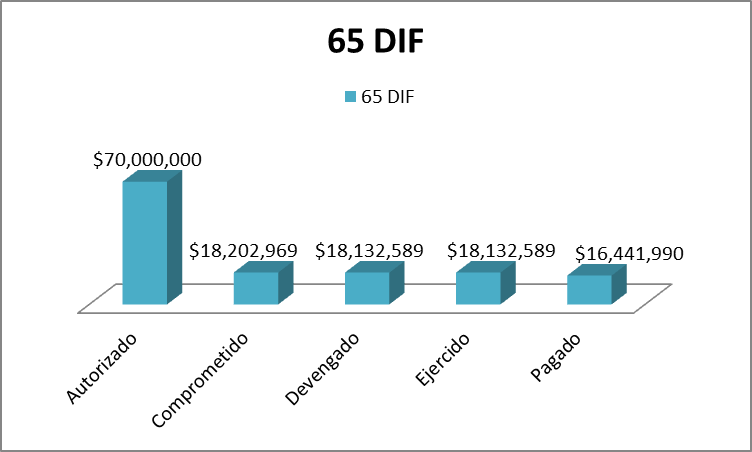 65 DIF
65 DIF
$70,000,000
$18,202,969
$18,132,589
$18,132,589
$16,441,990
Autorizado
Comprometido
Devengado
Ejercido
Pagado